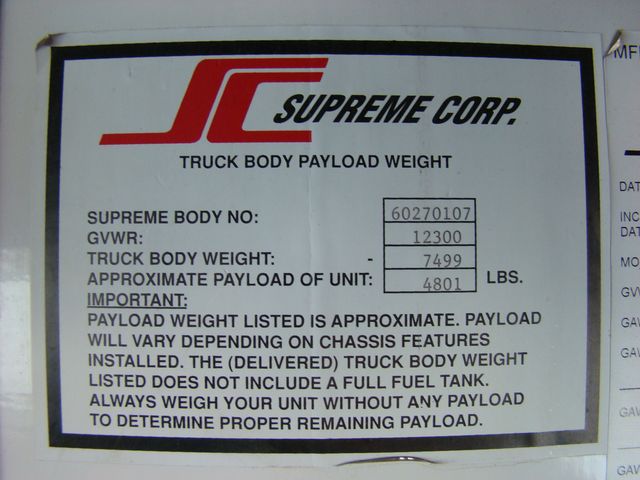 SC SUPREME CORP.
TRUCK BODY PAYLOAD WEIGHT
SUPREME BODY NO: 60270107
GVWR: 12300
TRUCK BODY WEIGHT: - 7499
APPROXIMATE PAYLOAD OF UNIT: 4801 LBS.
IMPORTANT:
PAYLOAD WEIGHT LISTED IS APPROXIMATE. PAYLOAD
WILL VARY DEPENDING ON CHASSIS FEATURES
INSTALLED. THE (DELIVERED) TRUCK BODY WEIGHT
LISTED DOES NOT INCLUDE A FULL FUEL TANK.
ALWAYS WEIGH YOUR UNIT WITHOUT ANY PAYLOAD
TO DETERMINE PROPER REMAINING PAYLOAD.